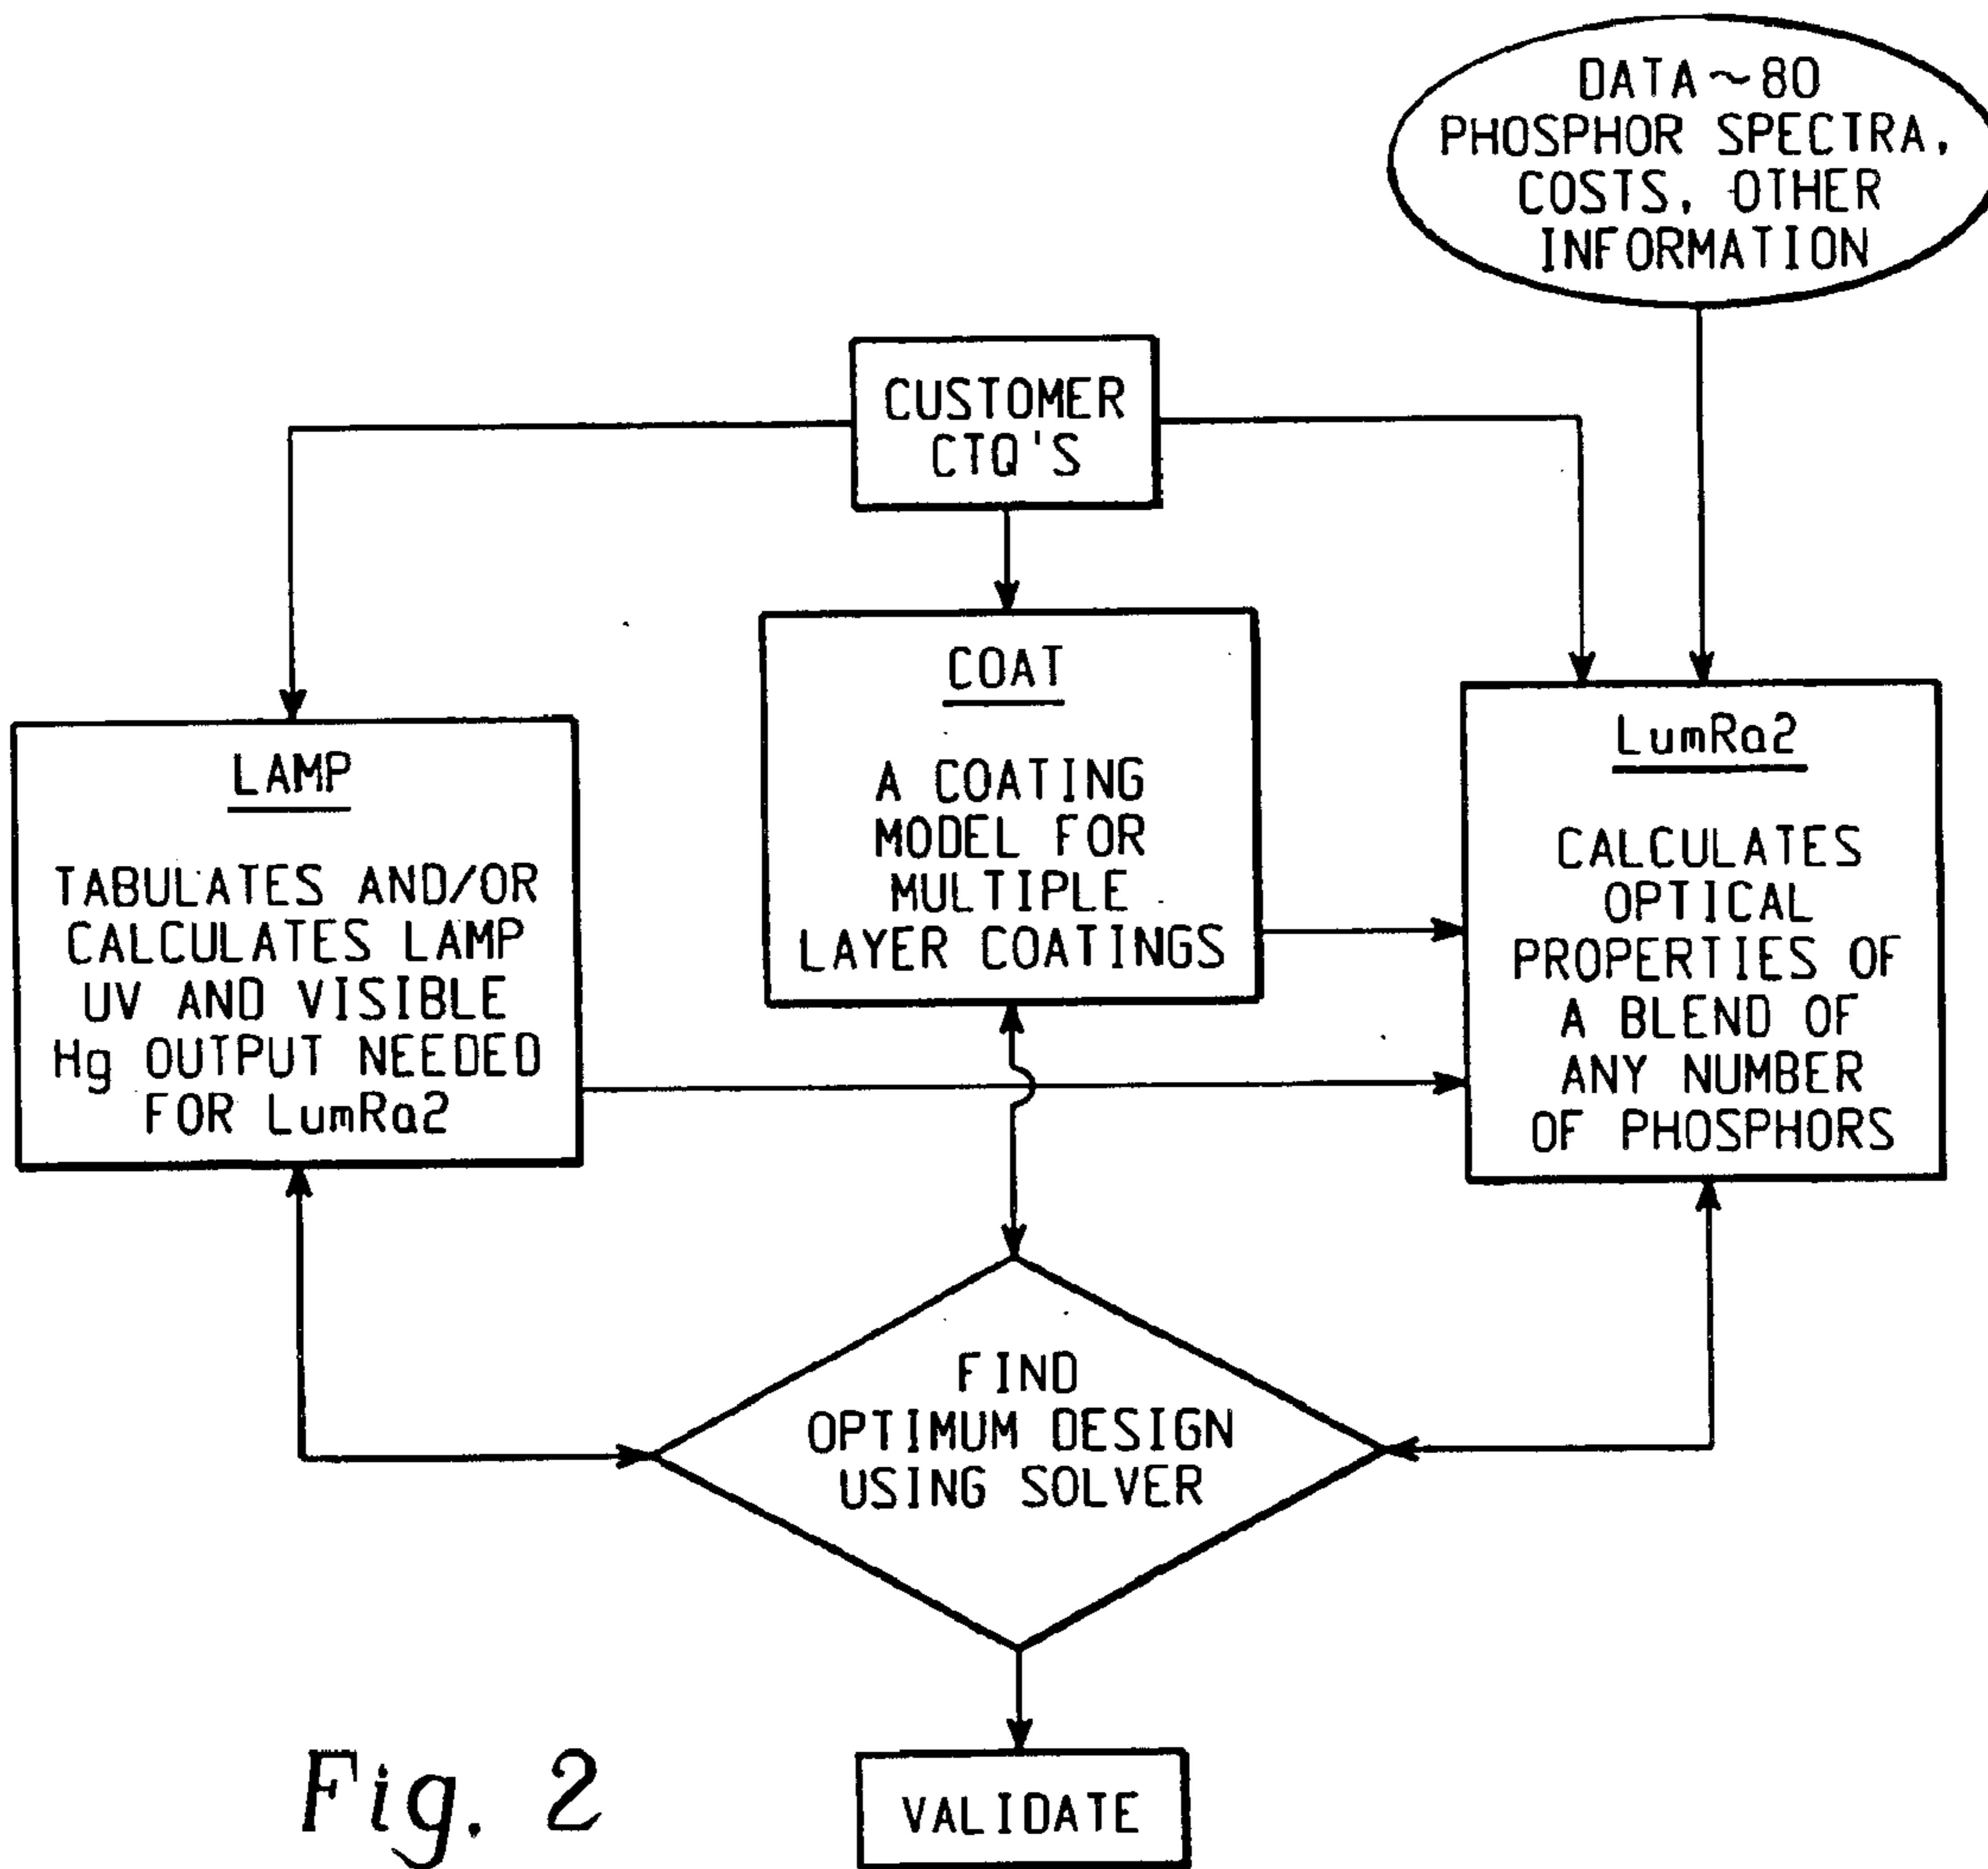 DATA~80
PHOSPHOR SPECTRA,
COSTS, OTHER
INFORMATION
CUSTOMER
CTQ'S
LAMP
TABULATES AND/OR
CALCULATES LAMP
UV AND VISIBLE
Hg OUTPUT NEEDED
FOR LumRa2
COAT
A COATING
MODEL FOR
MULTIPLE
LAYER COATINGS
LumRa2
CALCULATES
OPTICAL
PROPERTIES OF
A BLEND OF
ANY NUMBER
OF PHOSPHORS
FIND
OPTIMUM DESIGN
USING SOLVER
VALIDATE
Fig. 2